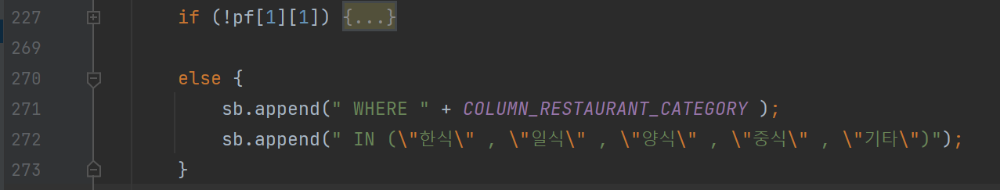 227 if (!pf[1][1]) {...}
269
270 else {
271 sb.append(" WHERE " + COLUMN_RESTAURANT_CATEGORY );
272 sb.append(" IN (\"한식\" , \"일식\" , \"양식\" , \"중식\" , \"기타\")");
273 }